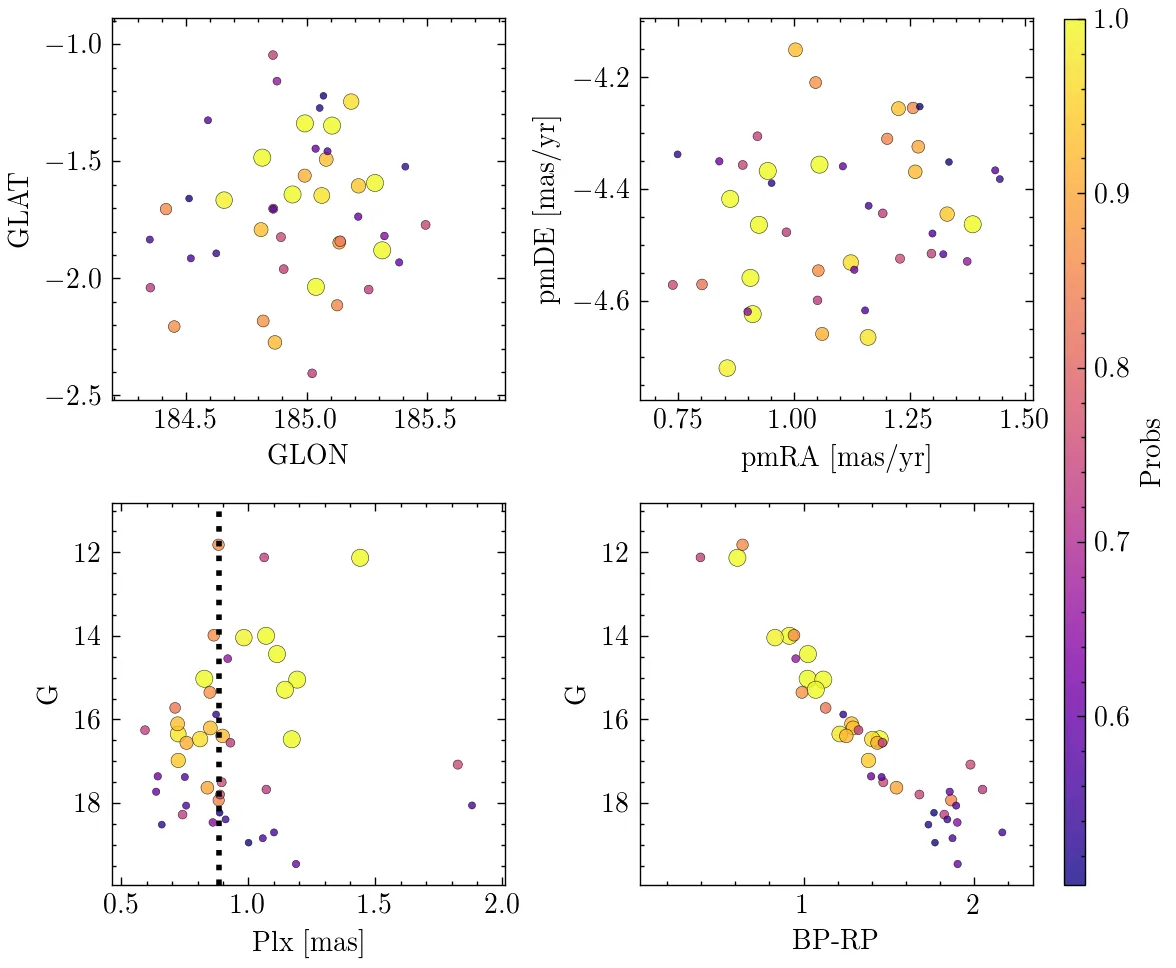 −1.0
−1.5
−2.0
−2.5
GLAT
184.5 185.0 185.5
GLON
−4.2
−4.4
−4.6
pmDE [mas/yr]
0.75 1.00 1.25 1.50
pmRA [mas/yr]
12
14
16
18
G
0.5 1.0 1.5 2.0
Plx [mas]
12
14
16
18
G
1 2
BP-RP
1.0
0.9
0.8
0.7
0.6
Probs